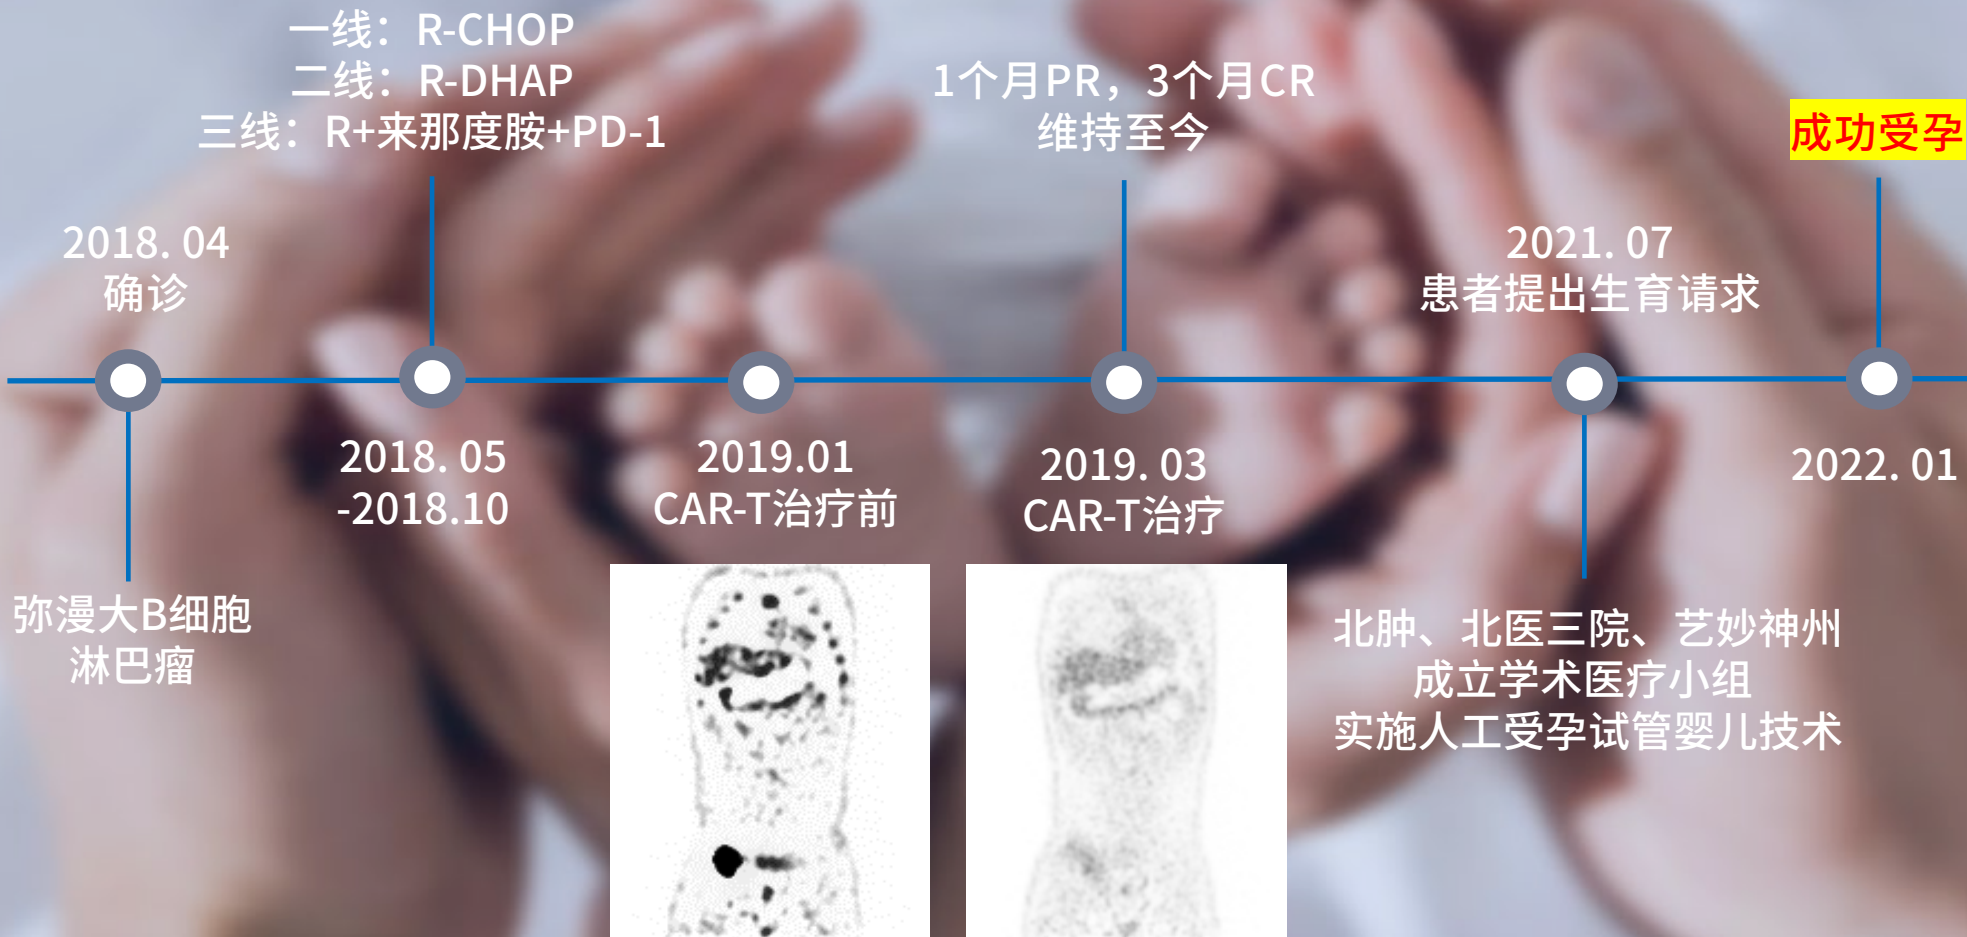 2018. 04
确诊
弥漫大B细胞
淋巴瘤
一线：R-CHOP
二线：R-DHAP
三线：R+来那度胺+PD-1
2018. 05
-2018.10
2019.01
CAR-T治疗前
1个月PR，3个月CR
维持至今
2019. 03
CAR-T治疗
2021. 07
患者提出生育请求
北肿、北医三院、艺妙神州
成立学术医疗小组
实施人工受孕试管婴儿技术
成功受孕
2022. 01